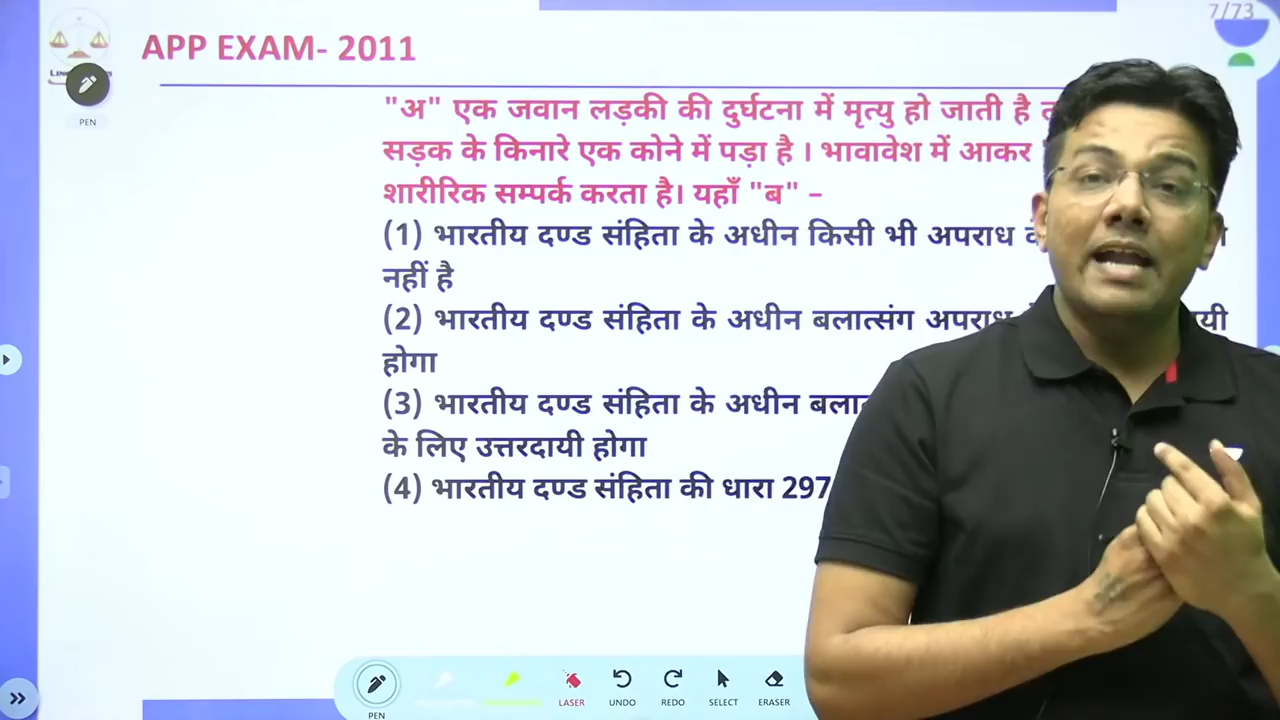 7/73
APP EXAM- 2011
PEN
"अ" एक जवान लड़की की दुर्घटना में मृत्यु हो जाती है
सड़क के किनारे एक कोने में पड़ा है । भावावेश में आकर
शारीरिक सम्पर्क करता है। यहाँ "ब" –
(1) भारतीय दण्ड संहिता के अधीन किसी भी अपराध
नहीं है
(2) भारतीय दण्ड संहिता के अधीन बलात्संग अपराध
होगा
(3) भारतीय दण्ड संहिता के अधीन
के लिए उत्तरदायी होगा
(4) भारतीय दण्ड संहिता की धारा 297
PEN LASER UNDO REDO SELECT ERASER